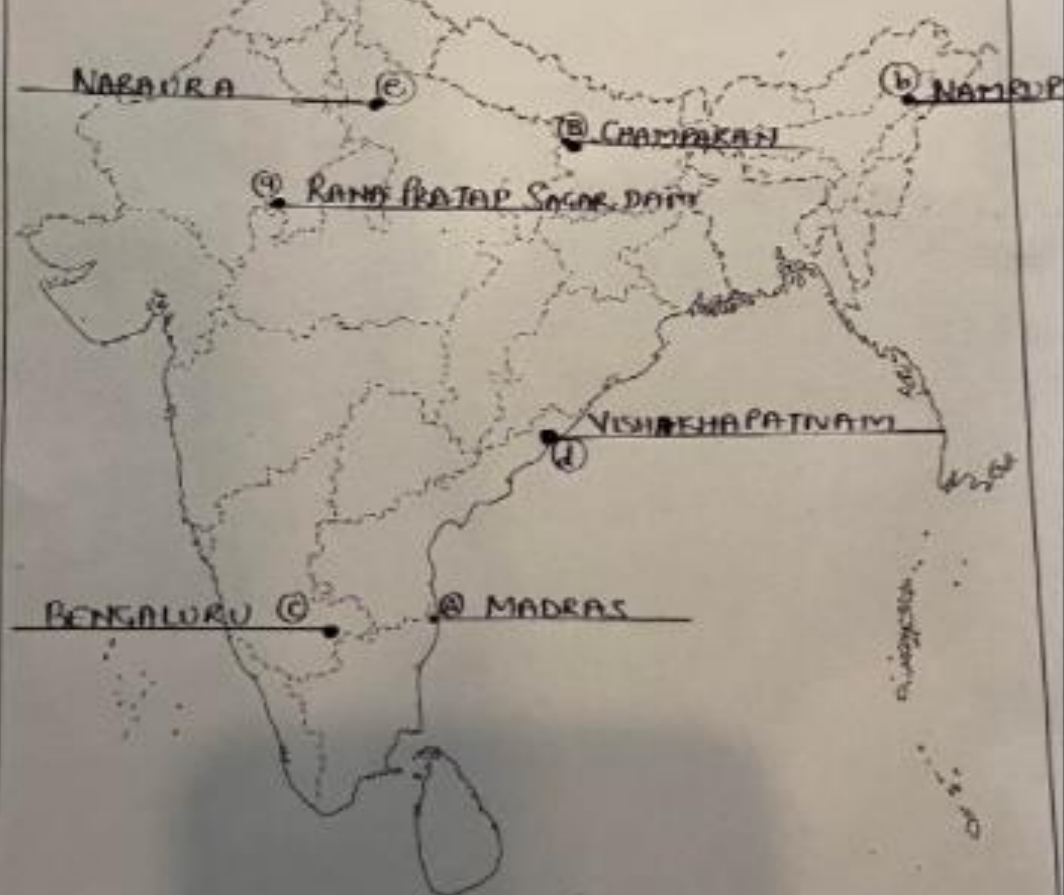 NARAURA (e)
(b) NAMRUP
(B) CHAMPARAN
(a) RANA PRATAP SAGAR DAM
VISHAKHAPATNAM
(d)
BENGALURU (c)
(A) MADRAS